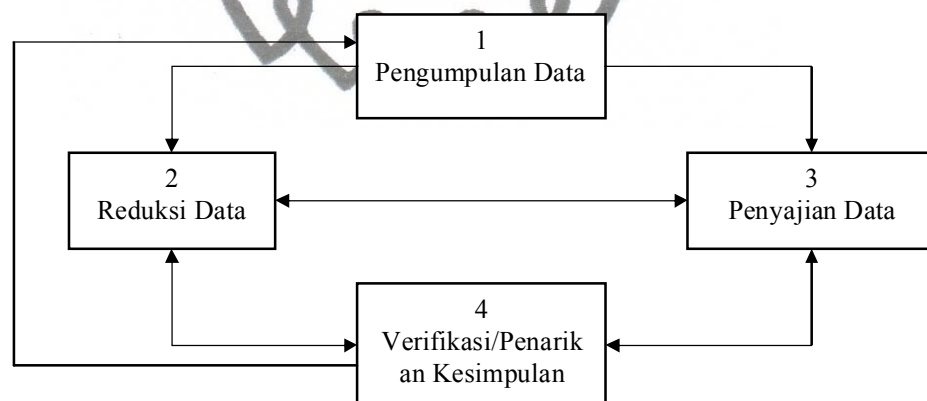 1
Pengumpulan Data
2
Reduksi Data
3
Penyajian Data
4
Verifikasi/Penarik
an Kesimpulan